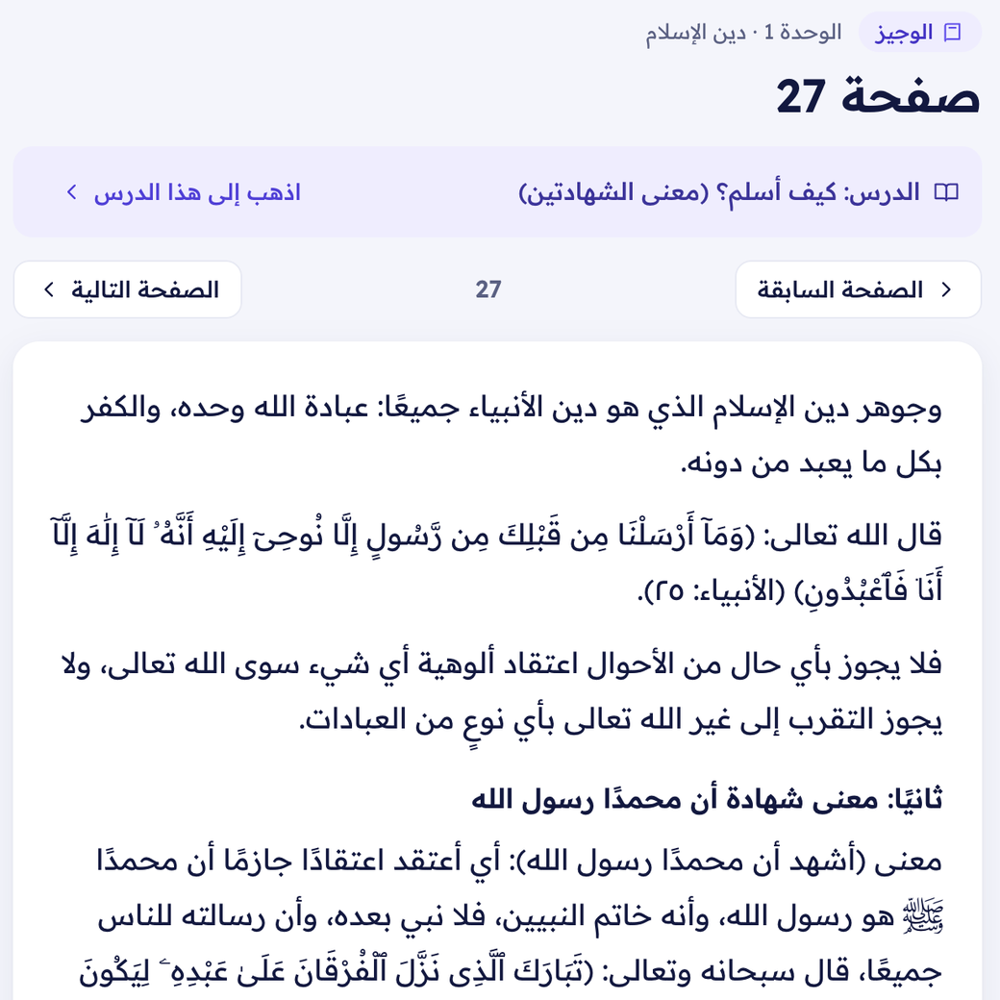 الوجيز الوحدة 1 · دين الإسلام
صفحة 27
الدرس: كيف أسلم؟ (معنى الشهادتين) اذهب إلى هذا الدرس
الصفحة السابقة 27 الصفحة التالية
وجوهر دين الإسلام الذي هو دين الأنبياء جميعًا: عبادة الله وحده، والكفر
بكل ما يعبد من دونه.
قال الله تعالى: (وَمَآ أَرْسَلْنَا مِن قَبْلِكَ مِن رَّسُولٍ إِلَّا نُوحِىٓ إِلَيْهِ أَنَّهُۥ لَآ إِلَٰهَ إِلَّآ
أَنَا۠ فَٱعْبُدُونِ) (الأنبياء: ٢٥).
فلا يجوز بأي حال من الأحوال اعتقاد ألوهية أي شيء سوى الله تعالى، ولا
يجوز التقرب إلى غير الله تعالى بأي نوعٍ من العبادات.
ثانيًا: معنى شهادة أن محمدًا رسول الله
معنى (أشهد أن محمدًا رسول الله): أي أعتقد اعتقادًا جازمًا أن محمدًا
ﷺ هو رسول الله، وأنه خاتم النبيين، فلا نبي بعده، وأن رسالته للناس
جميعًا، قال سبحانه وتعالى: (تَبَارَكَ ٱلَّذِى نَزَّلَ ٱلْفُرْقَانَ عَلَىٰ عَبْدِهِۦ لِيَكُونَ